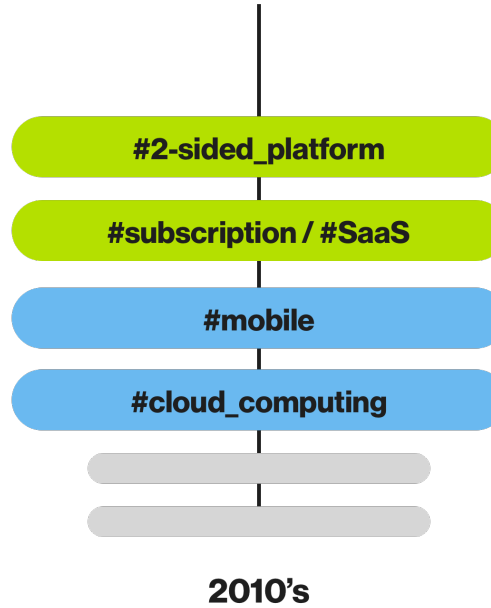 #2-sided_platform
#subscription / #SaaS
#mobile
#cloud_computing
2010’s